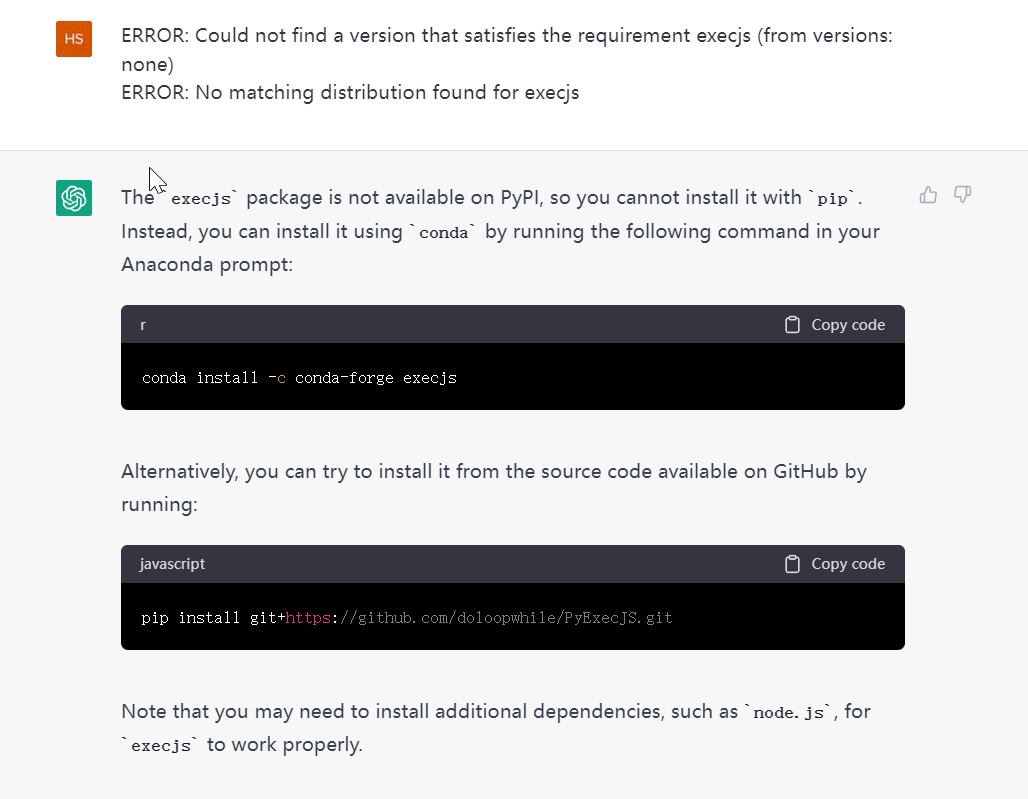 HS
ERROR: Could not find a version that satisfies the requirement execjs (from versions:
none)
ERROR: No matching distribution found for execjs
The `execjs` package is not available on PyPI, so you cannot install it with `pip`.
Instead, you can install it using `conda` by running the following command in your
Anaconda prompt:
r
Copy code
conda install -c conda-forge execjs
Alternatively, you can try to install it from the source code available on GitHub by
running:
javascript
Copy code
pip install git+https://github.com/doloopwhile/PyExecJS.git
Note that you may need to install additional dependencies, such as `node.js`, for
`execjs` to work properly.